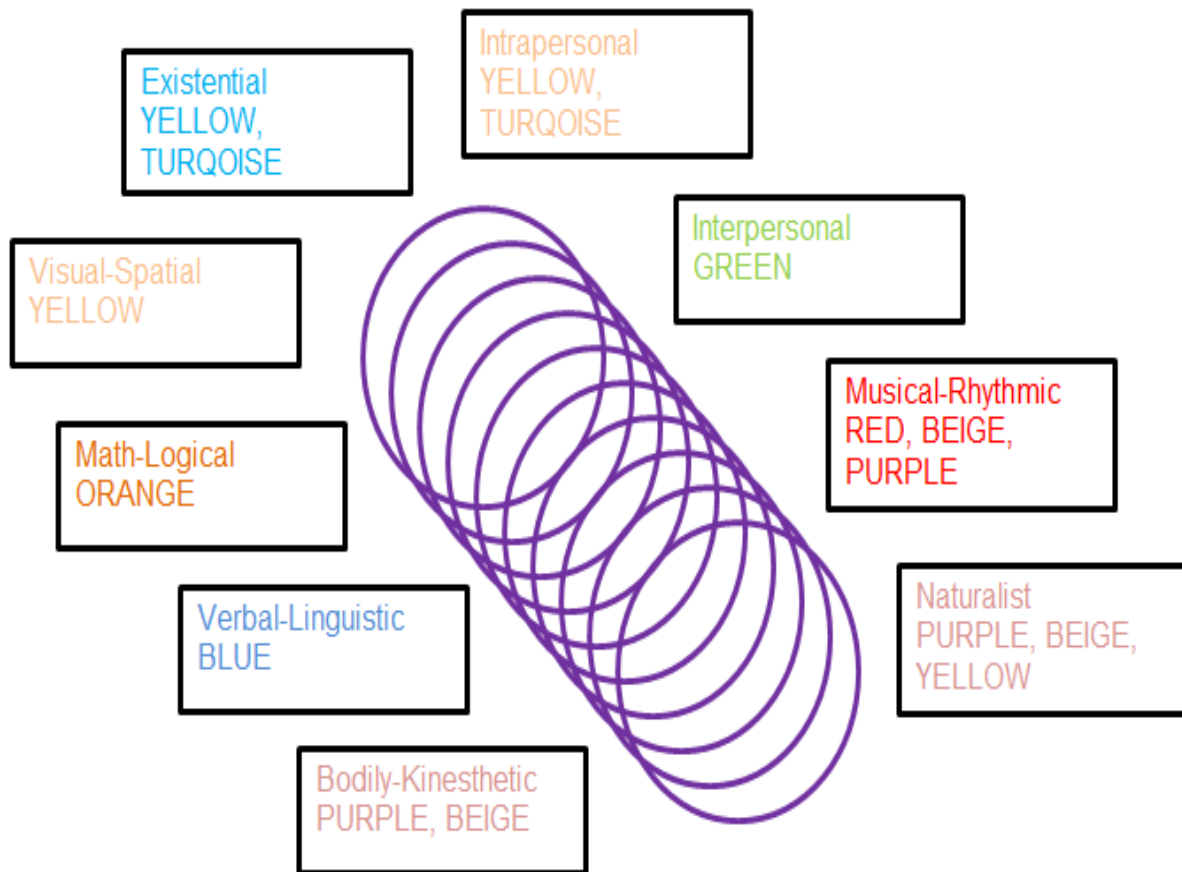 Intrapersonal
YELLOW,
TURQOISE
Existential
YELLOW,
TURQOISE
Interpersonal
GREEN
Visual-Spatial
YELLOW
Musical-Rhythmic
RED, BEIGE,
PURPLE
Math-Logical
ORANGE
Naturalist
PURPLE, BEIGE,
YELLOW
Verbal-Linguistic
BLUE
Bodily-Kinesthetic
PURPLE, BEIGE